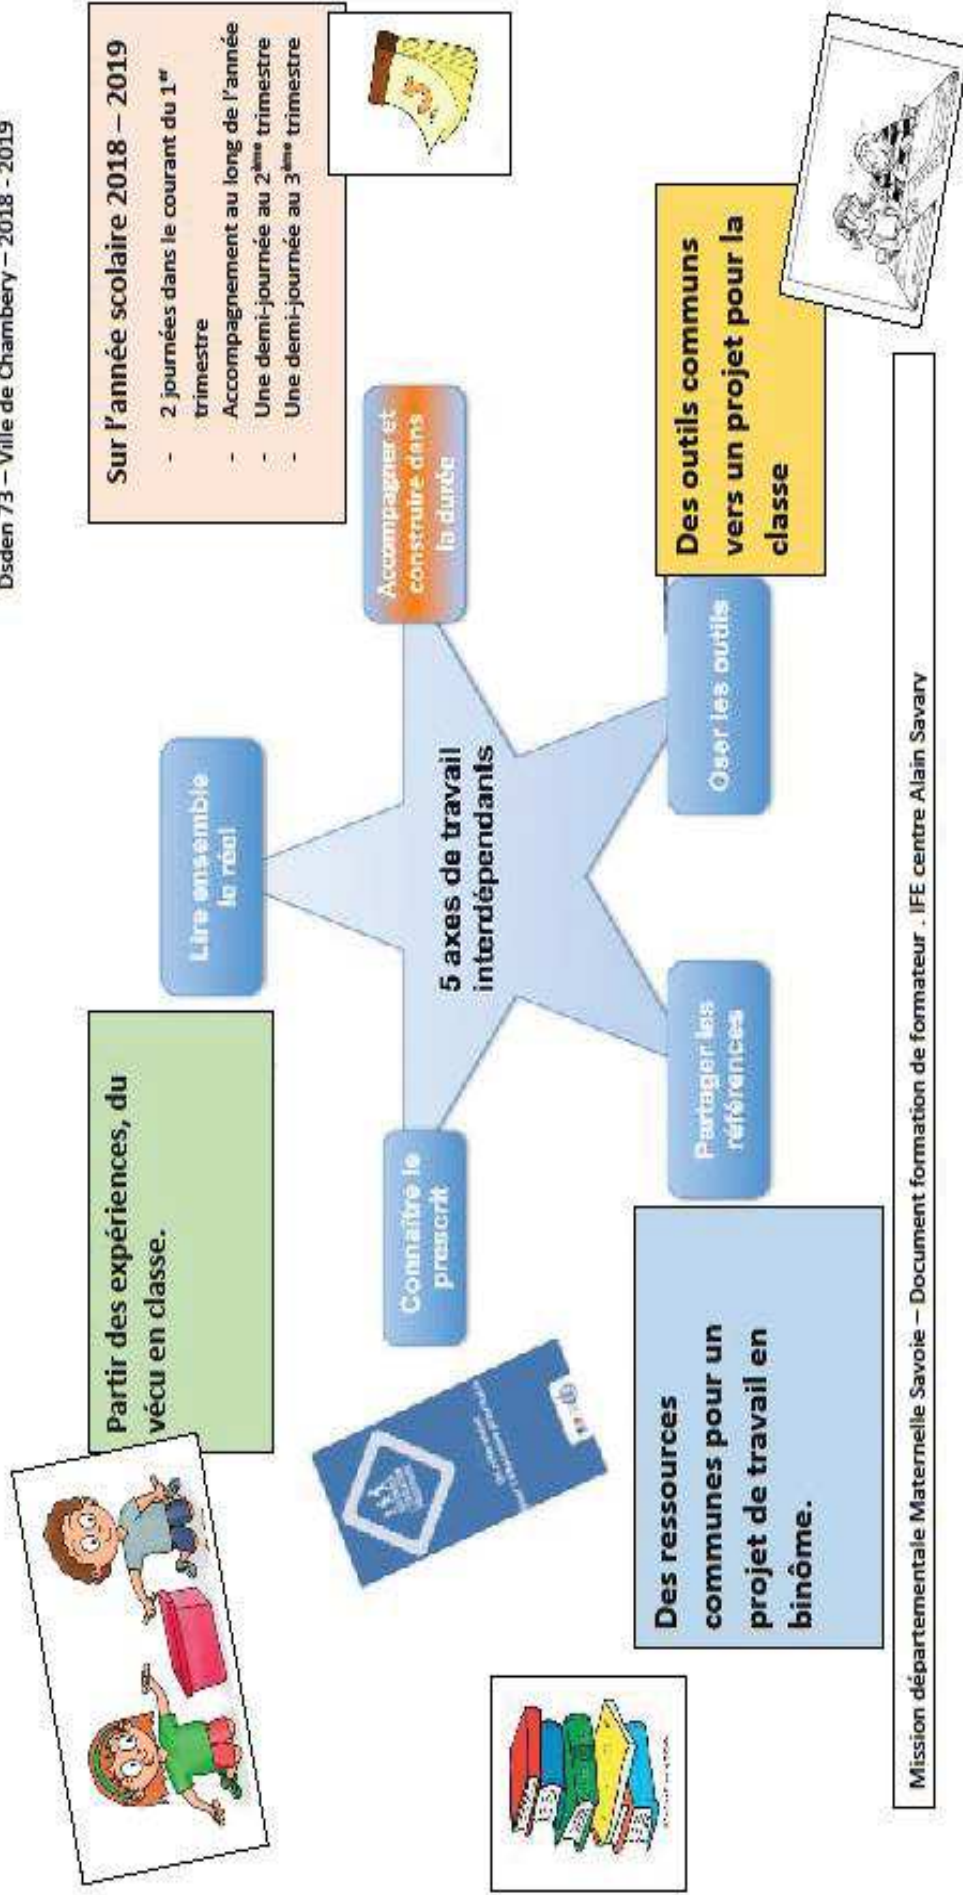 Dsden 73 – Ville de Chambery – 2018 - 2019
Partir des expériences, du
vécu en classe.
Lire ensemble
le réel
Sur l'année scolaire 2018 – 2019
- 2 journées dans le courant du 1er
trimestre
- Accompagnement au long de l'année
- Une demi-journée au 2ème trimestre
- Une demi-journée au 3ème trimestre
Connaître le
prescrit
5 axes de travail
interdépendants
Accompagner et
construire dans
la durée
Des ressources
communes pour un
projet de travail en
binôme.
Partager les
références
Oser les outils
Des outils communs
vers un projet pour la
classe
Mission départementale Maternelle Savoie – Document formation de formateur . IFE centre Alain Savary